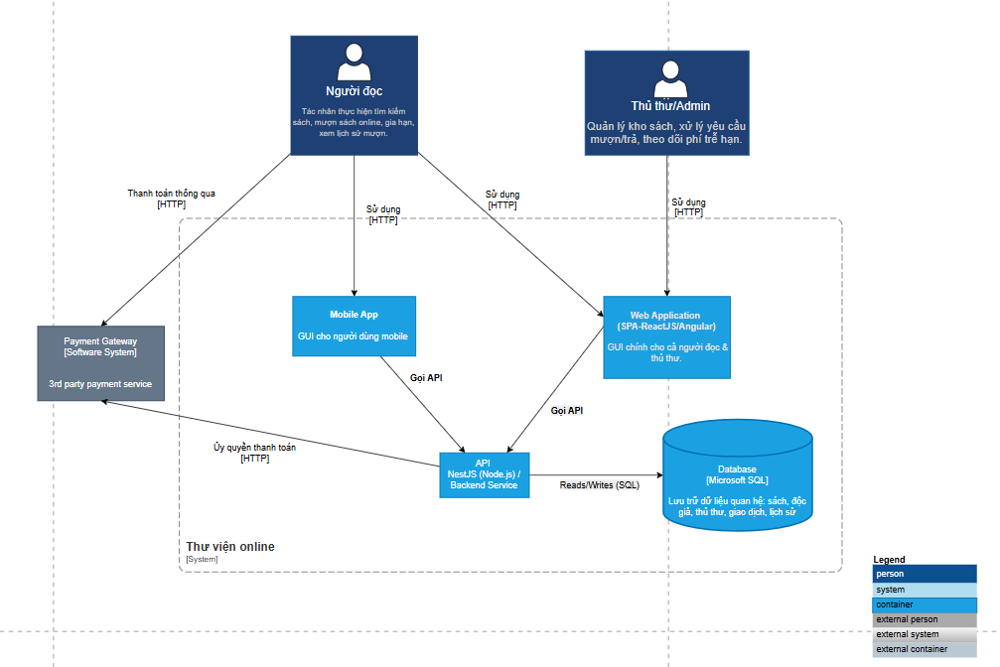 Người đọc
Tác nhân thực hiện tìm kiếm
sách, mượn sách online, gia hạn,
xem lịch sử mượn.
Thủ thư/Admin
Quản lý kho sách, xử lý yêu cầu
mượn/trả, theo dõi phí trễ hạn.
Thanh toán thông qua
[HTTP]
Sử dụng
[HTTP]
Sử dụng
[HTTP]
Sử dụng
[HTTP]
Mobile App
GUI cho người dùng mobile
Web Application
(SPA-ReactJS/Angular)
GUI chính cho cả người đọc &
thủ thư.
Payment Gateway
[Software System]
3rd party payment service
Gọi API
Gọi API
Ủy quyền thanh toán
[HTTP]
API
NestJS (Node.js) /
Backend Service
Reads/Writes (SQL)
Database
[Microsoft SQL]
Lưu trữ dữ liệu quan hệ: sách, độc
giả, thủ thư, giao dịch, lịch sử
Thư viện online
[System]
Legend
person
system
container
external person
external system
external container